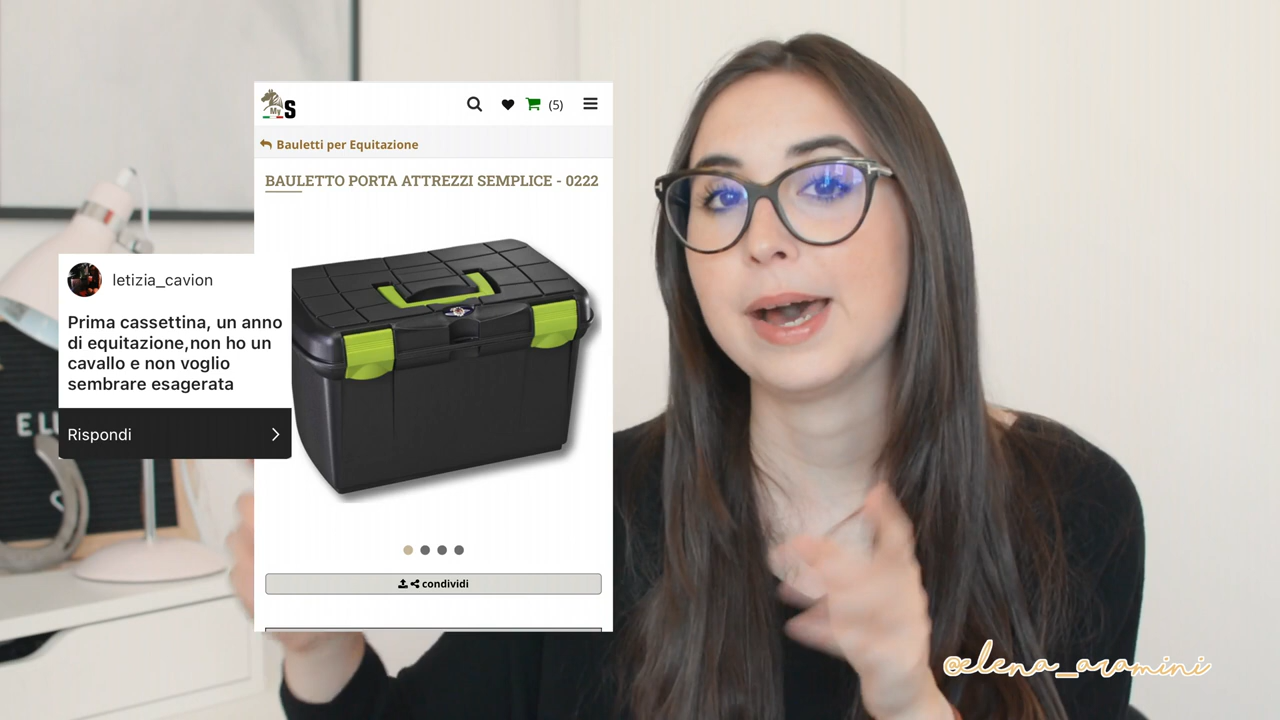 My S
(5)
Bauletti per Equitazione
BAULETTO PORTA ATTREZZI SEMPLICE - 0222
letizia_cavion
Prima cassettina, un anno
di equitazione,non ho un
cavallo e non voglio
sembrare esagerata
Rispondi
condividi
@elena_aramini